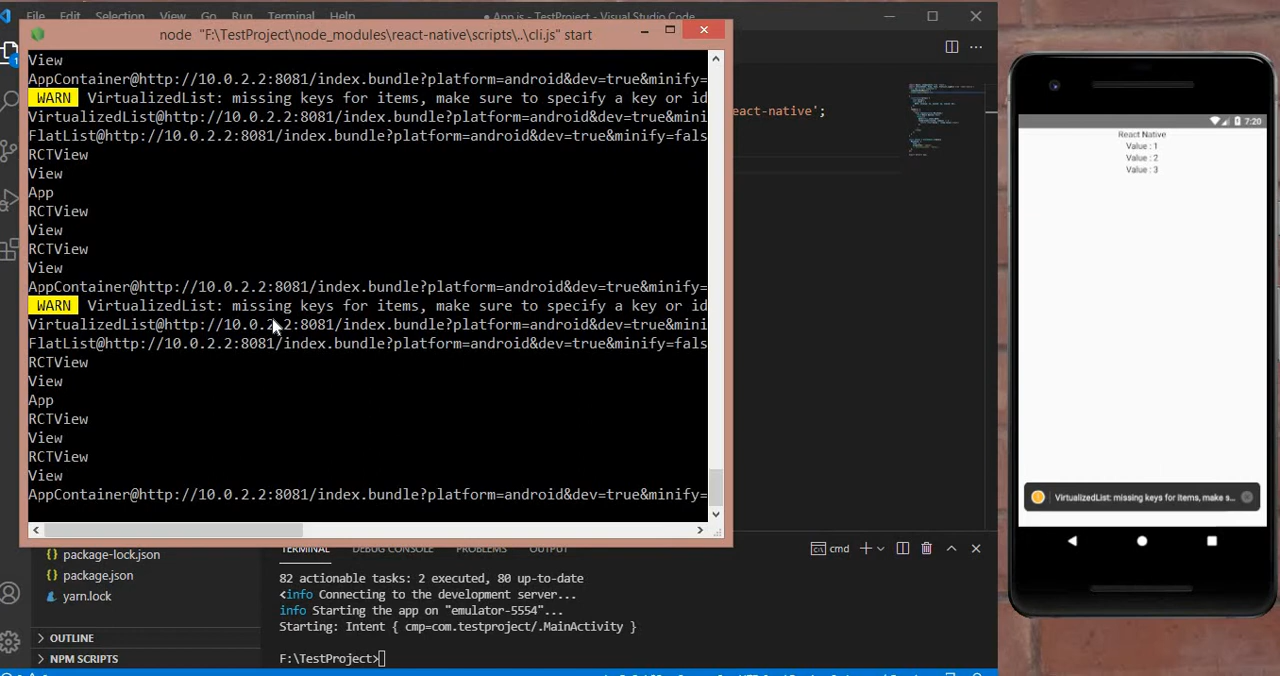 File Edit Selection View Go Run Terminal Help
App.js - TestProject - Visual Studio Code
node "F:\TestProject\node_modules\react-native\scripts\..\cli.js" start
View
AppContainer@http://10.0.2.2:8081/index.bundle?platform=android&dev=true&minify=
WARN VirtualizedList: missing keys for items, make sure to specify a key or id
VirtualizedList@http://10.0.2.2:8081/index.bundle?platform=android&dev=true&mini
FlatList@http://10.0.2.2:8081/index.bundle?platform=android&dev=true&minify=fals
RCTView
View
App
RCTView
View
RCTView
View
AppContainer@http://10.0.2.2:8081/index.bundle?platform=android&dev=true&minify=
WARN VirtualizedList: missing keys for items, make sure to specify a key or id
VirtualizedList@http://10.0.2.2:8081/index.bundle?platform=android&dev=true&mini
FlatList@http://10.0.2.2:8081/index.bundle?platform=android&dev=true&minify=fals
RCTView
View
App
RCTView
View
RCTView
View
AppContainer@http://10.0.2.2:8081/index.bundle?platform=android&dev=true&minify=
eact-native';
package-lock.json
package.json
yarn.lock
OUTLINE
NPM SCRIPTS
TERMINAL DEBUG CONSOLE PROBLEMS OUTPUT
cmd
82 actionable tasks: 2 executed, 80 up-to-date
info Connecting to the development server...
info Starting the app on "emulator-5554"...
Starting: Intent { cmp=com.testproject/.MainActivity }
F:\TestProject>
7:20
React Native
Value : 1
Value : 2
Value : 3
VirtualizedList: missing keys for items, make s...